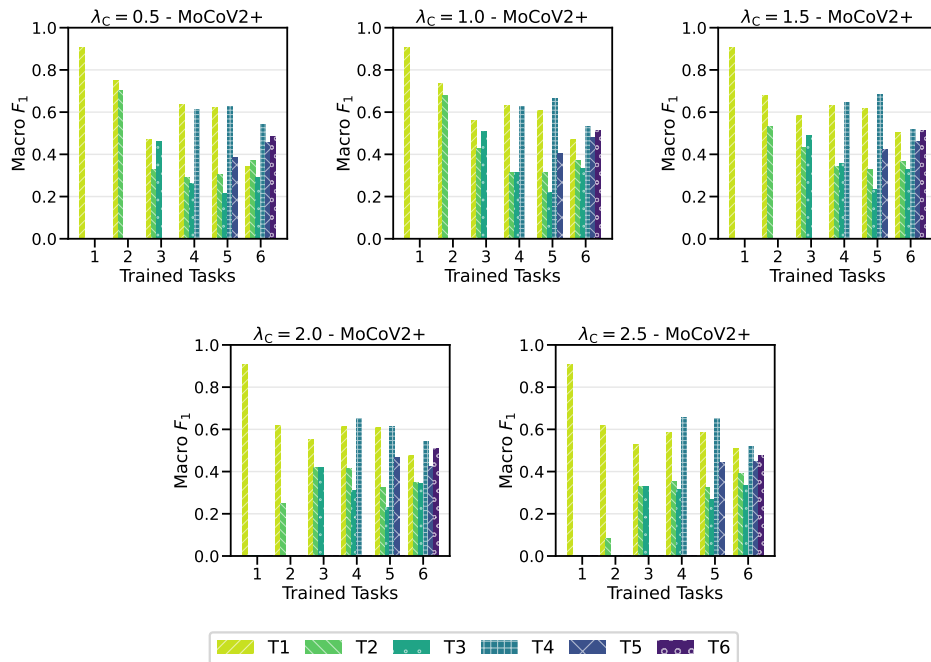 λC = 0.5 - MoCoV2+
1.0
0.8
0.6
0.4
0.2
0.0
Macro F1
1 2 3 4 5 6
Trained Tasks
λC = 1.0 - MoCoV2+
1.0
0.8
0.6
0.4
0.2
0.0
Macro F1
1 2 3 4 5 6
Trained Tasks
λC = 1.5 - MoCoV2+
1.0
0.8
0.6
0.4
0.2
0.0
Macro F1
1 2 3 4 5 6
Trained Tasks
λC = 2.0 - MoCoV2+
1.0
0.8
0.6
0.4
0.2
0.0
Macro F1
1 2 3 4 5 6
Trained Tasks
λC = 2.5 - MoCoV2+
1.0
0.8
0.6
0.4
0.2
0.0
Macro F1
1 2 3 4 5 6
Trained Tasks
T1 T2 T3 T4 T5 T6